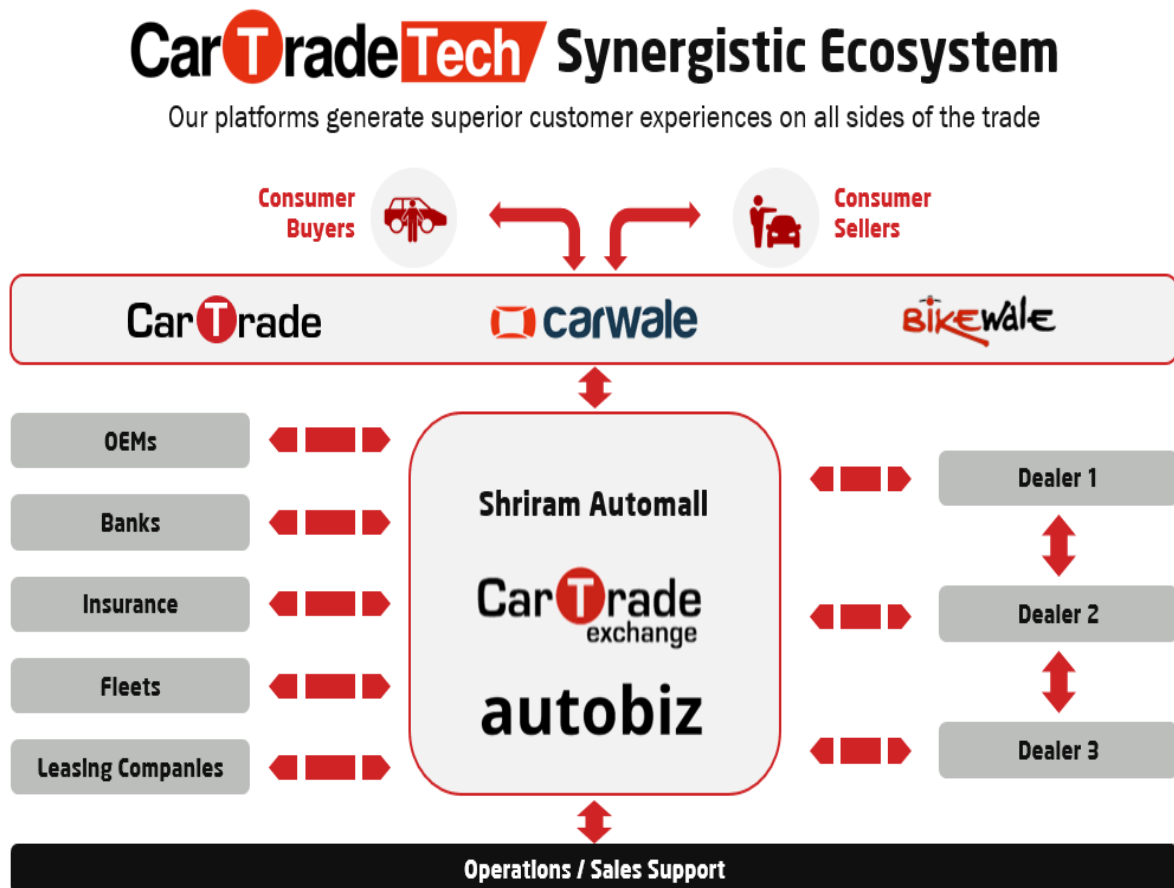 CarTradeTech Synergistic Ecosystem
Our platforms generate superior customer experiences on all sides of the trade
Consumer
Buyers
Consumer
Sellers
CarTrade
carwale
BikeWale
OEMs
Banks
Insurance
Fleets
Leasing Companies
Shriram Automall
CarTrade
exchange
autobiz
Dealer 1
Dealer 2
Dealer 3
Operations / Sales Support